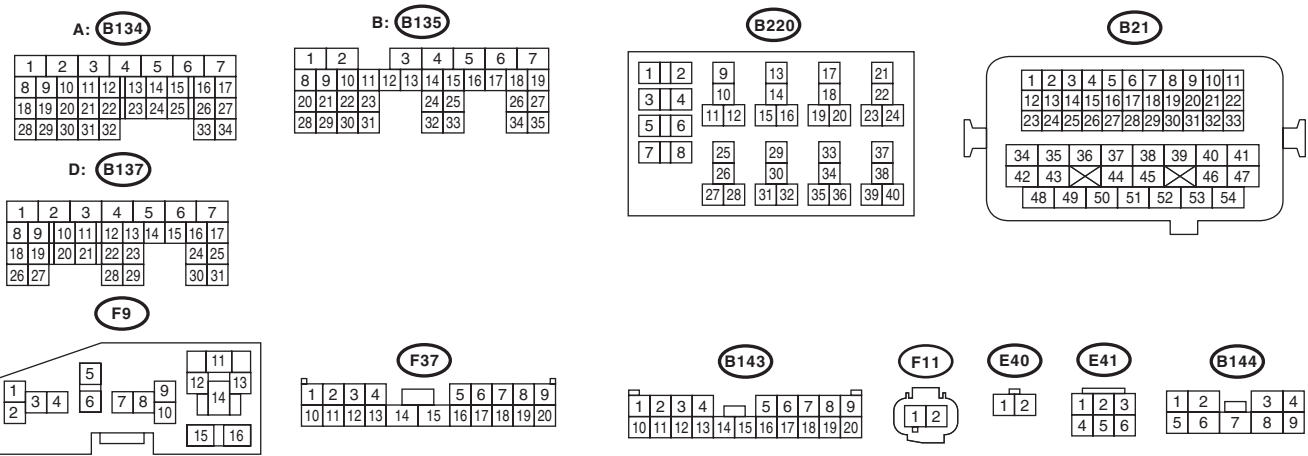 A: B134
1 2 3 4 5 6 7
8 9 10 11 12 13 14 15 16 17
18 19 20 21 22 23 24 25 26 27
28 29 30 31 32 33 34
B: B135
1 2 3 4 5 6 7
8 9 10 11 12 13 14 15 16 17 18 19
20 21 22 23 24 25 26 27
28 29 30 31 32 33 34 35
D: B137
1 2 3 4 5 6 7
8 9 10 11 12 13 14 15 16 17
18 19 20 21 22 23 24 25
26 27 28 29 30 31
B220
1 2 9 13 17 21
10 14 18 22
3 4 11 12 15 16 19 20 23 24
5 6
7 8 25 29 33 37
26 30 34 38
27 28 31 32 35 36 39 40
B21
1 2 3 4 5 6 7 8 9 10 11
12 13 14 15 16 17 18 19 20 21 22
23 24 25 26 27 28 29 30 31 32 33
34 35 36 37 38 39 40 41
42 43 44 45 46 47
48 49 50 51 52 53 54
F9
11
5 12 13
1 9 14
3 4 6 7 8
2 10
15 16
F37
1 2 3 4 5 6 7 8 9
10 11 12 13 14 15 16 17 18 19 20
B143
1 2 3 4 5 6 7 8 9
10 11 12 13 14 15 16 17 18 19 20
F11
1 2
E40
1 2
E41
1 2 3
4 5 6
B144
1 2 3 4
5 6 7 8 9